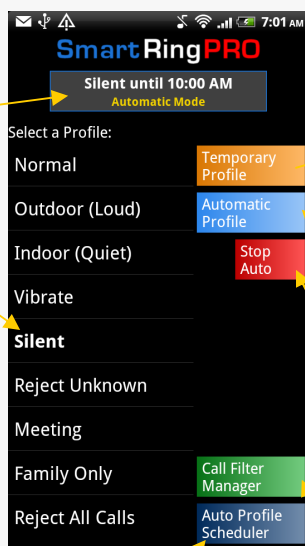 7:01 AM
SmartRingPRO
Silent until 10:00 AM
Automatic Mode
Select a Profile:
Normal
Temporary
Profile
Outdoor (Loud)
Automatic
Profile
Indoor (Quiet)
Stop
Auto
Vibrate
Silent
Reject Unknown
Meeting
Family Only
Call Filter
Manager
Reject All Calls
Auto Profile
Scheduler